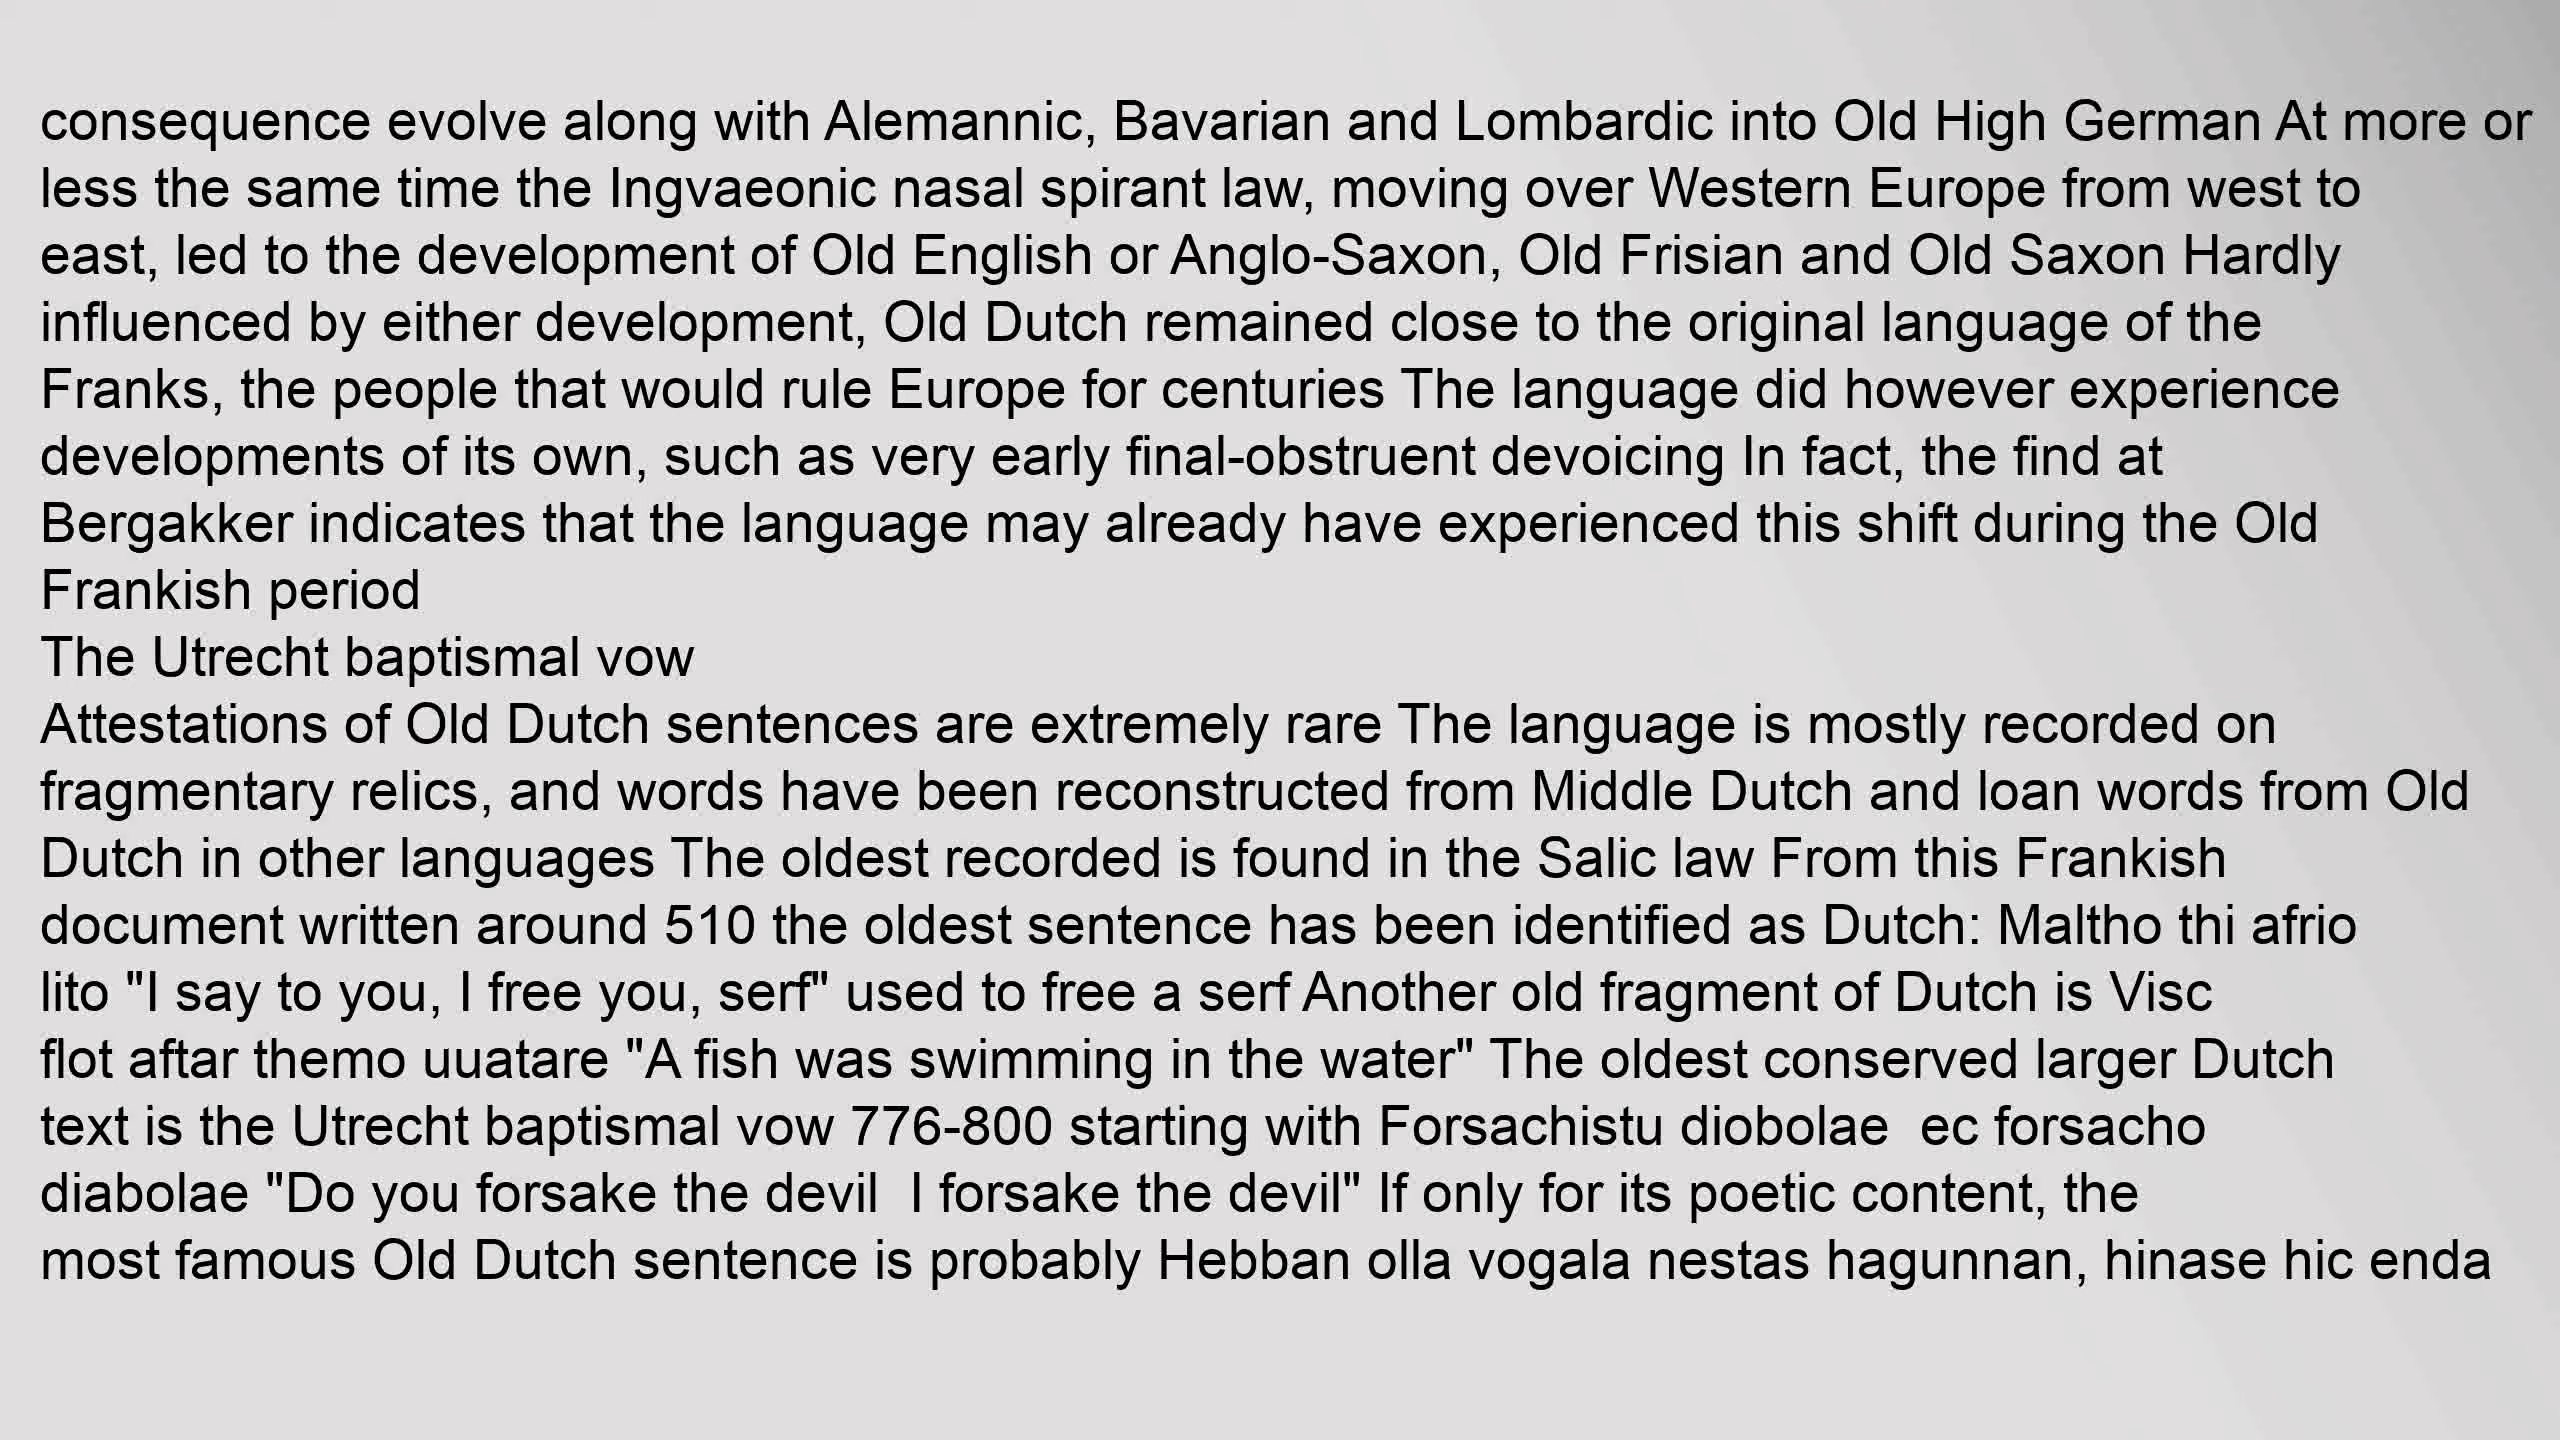 consequence evolve along with Alemannic, Bavarian and Lombardic into Old High German At more or
less the same time the Ingvaeonic nasal spirant law, moving over Western Europe from west to
east, led to the development of Old English or Anglo-Saxon, Old Frisian and Old Saxon Hardly
influenced by either development, Old Dutch remained close to the original language of the
Franks, the people that would rule Europe for centuries The language did however experience
developments of its own, such as very early final-obstruent devoicing In fact, the find at
Bergakker indicates that the language may already have experienced this shift during the Old
Frankish period
The Utrecht baptismal vow
Attestations of Old Dutch sentences are extremely rare The language is mostly recorded on
fragmentary relics, and words have been reconstructed from Middle Dutch and loan words from Old
Dutch in other languages The oldest recorded is found in the Salic law From this Frankish
document written around 510 the oldest sentence has been identified as Dutch: Maltho thi afrio
lito "I say to you, I free you, serf" used to free a serf Another old fragment of Dutch is Visc
flot aftar themo uuatare "A fish was swimming in the water" The oldest conserved larger Dutch
text is the Utrecht baptismal vow 776-800 starting with Forsachistu diobolae  ec forsacho
diabolae "Do you forsake the devil  I forsake the devil" If only for its poetic content, the
most famous Old Dutch sentence is probably Hebban olla vogala nestas hagunnan, hinase hic enda